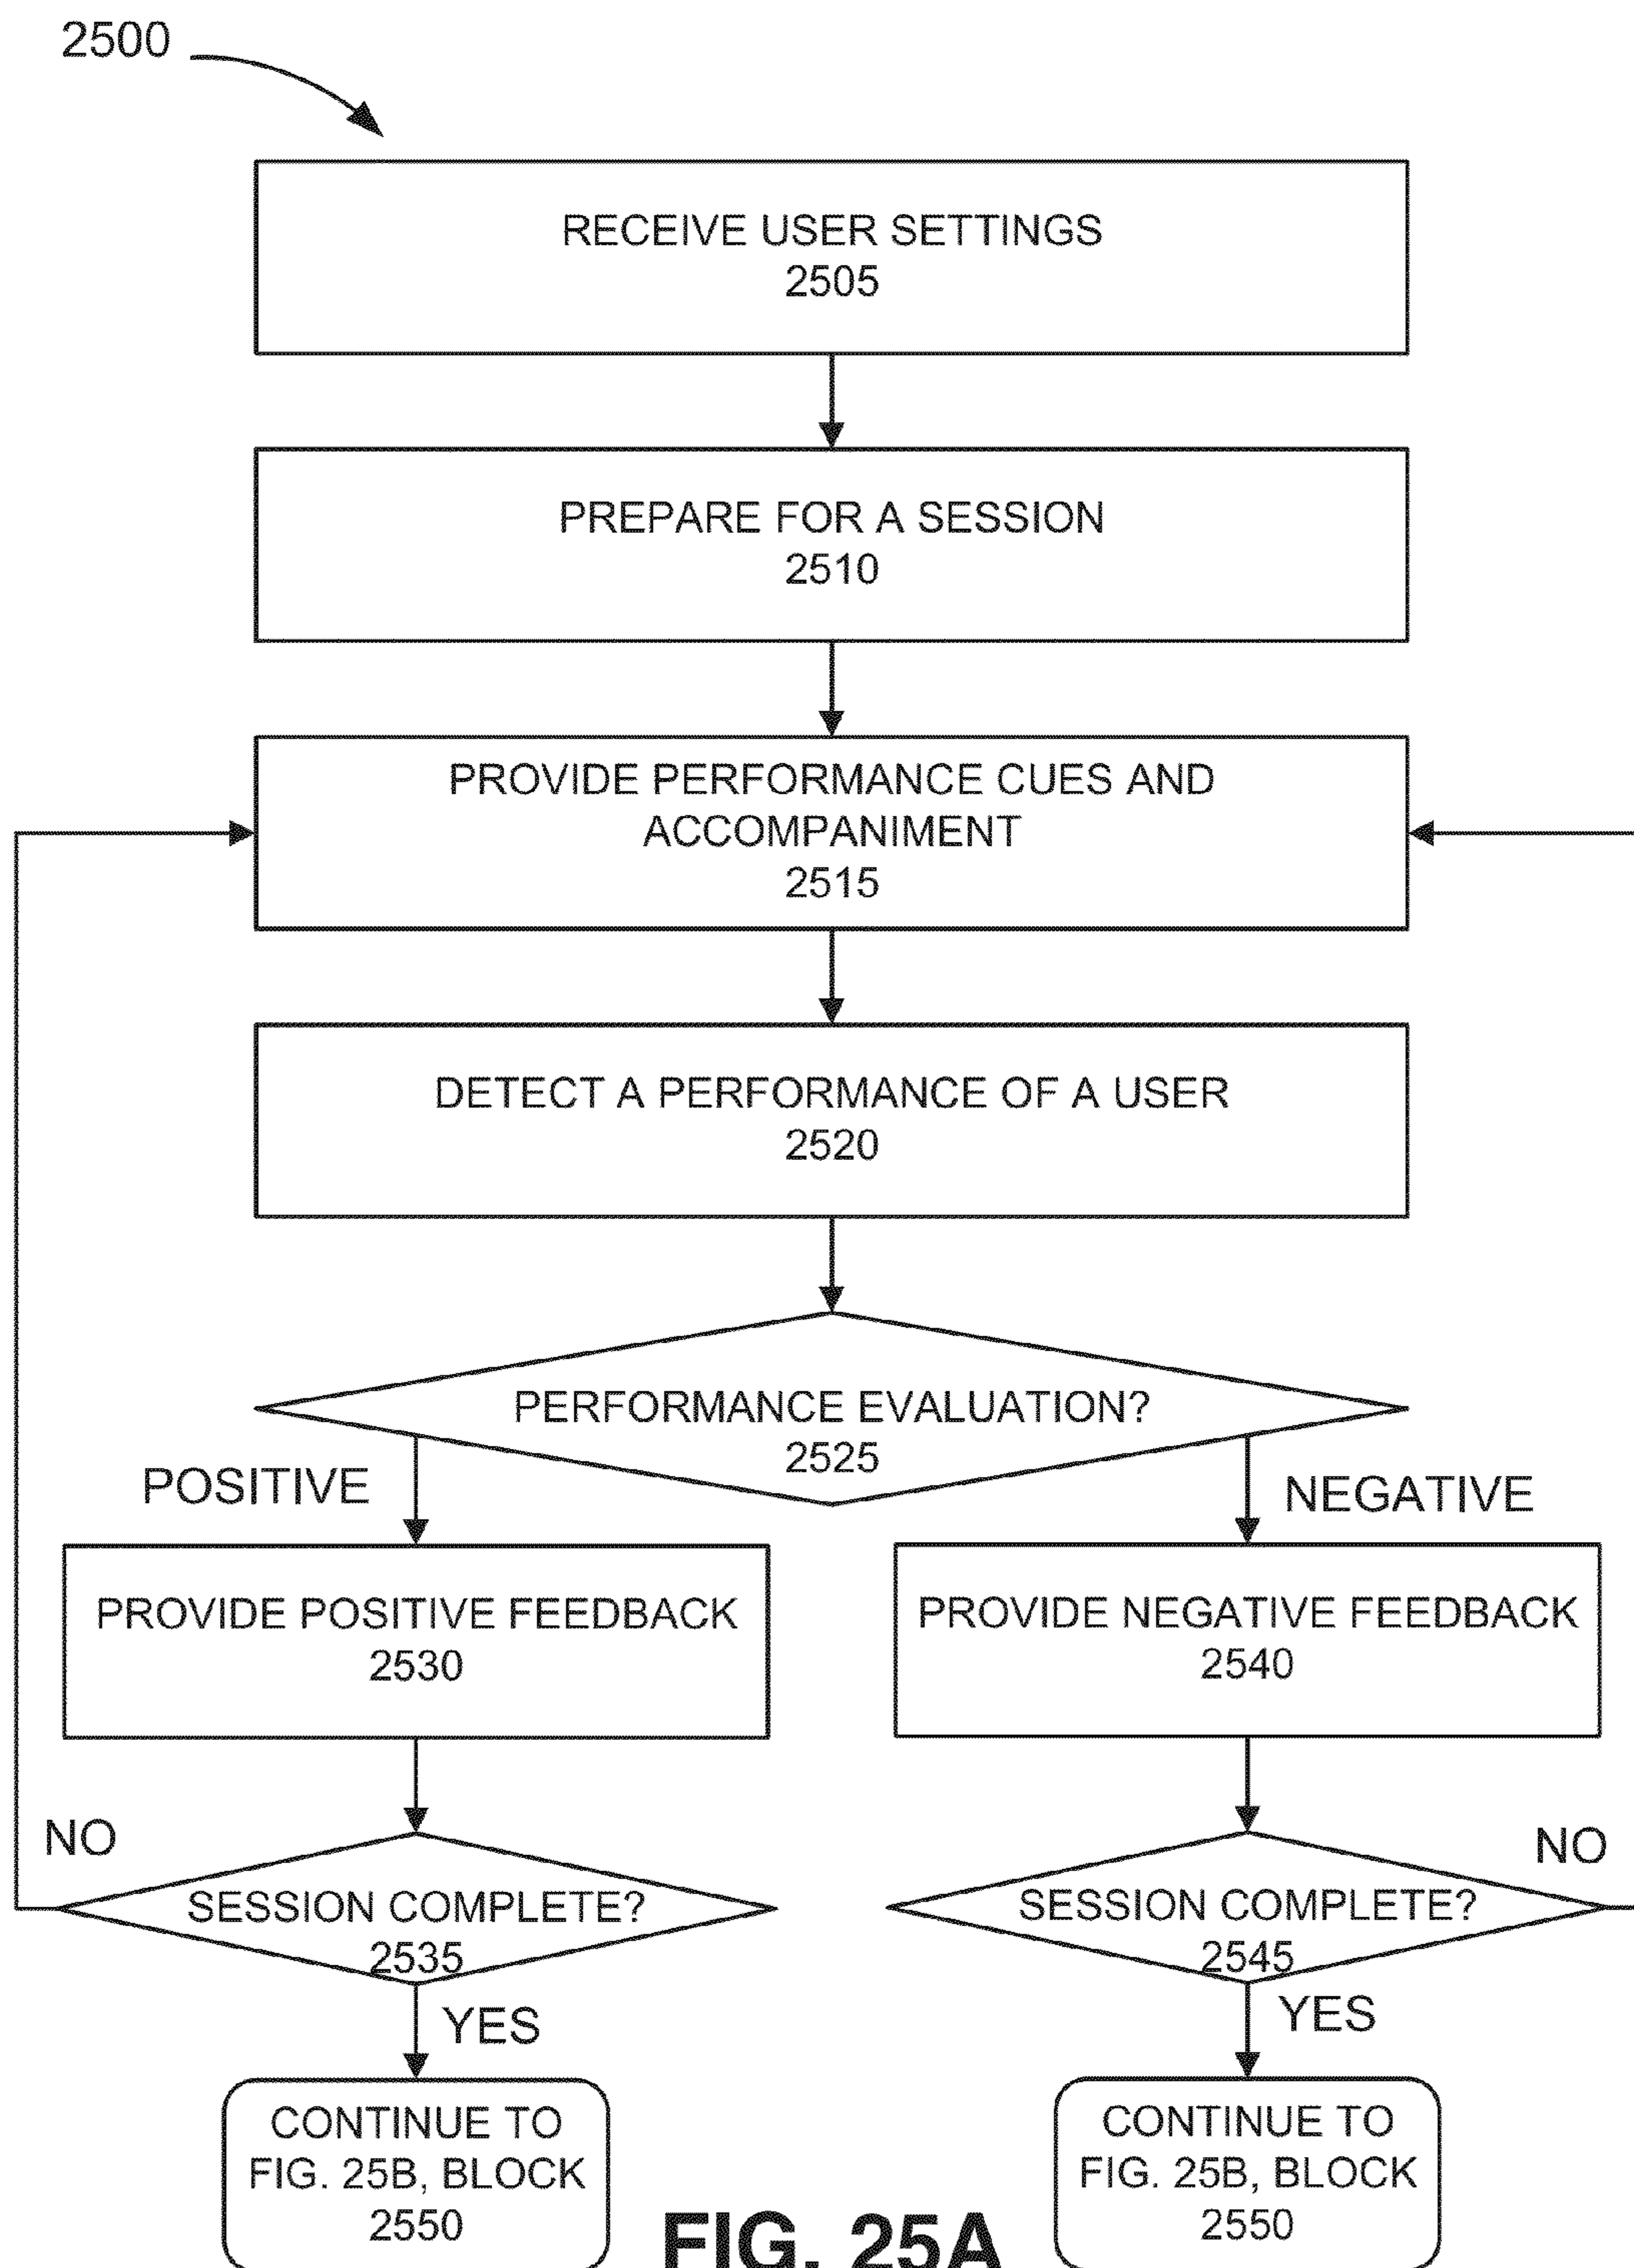 2500
RECEIVE USER SETTINGS
2505
PREPARE FOR A SESSION
2510
PROVIDE PERFORMANCE CUES AND
ACCOMPANIMENT
2515
DETECT A PERFORMANCE OF A USER
2520
PERFORMANCE EVALUATION?
2525
POSITIVE
NEGATIVE
PROVIDE POSITIVE FEEDBACK
2530
PROVIDE NEGATIVE FEEDBACK
2540
NO
SESSION COMPLETE?
2535
YES
NO
SESSION COMPLETE?
2545
YES
CONTINUE TO
FIG. 25B, BLOCK
2550
CONTINUE TO
FIG. 25B, BLOCK
2550
FIG. 25A